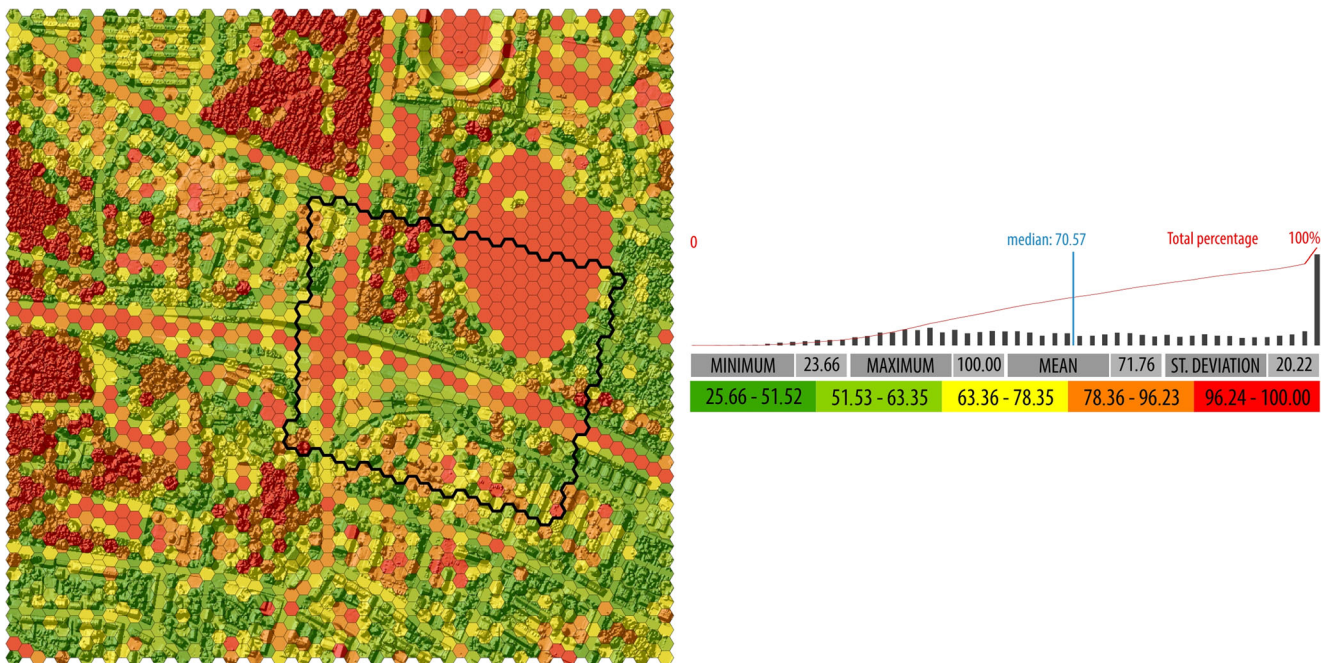 0
median: 70.57
Total percentage 100%
MINIMUM 23.66 MAXIMUM 100.00 MEAN 71.76 ST. DEVIATION 20.22
25.66 - 51.52 51.53 - 63.35 63.36 - 78.35 78.36 - 96.23 96.24 - 100.00